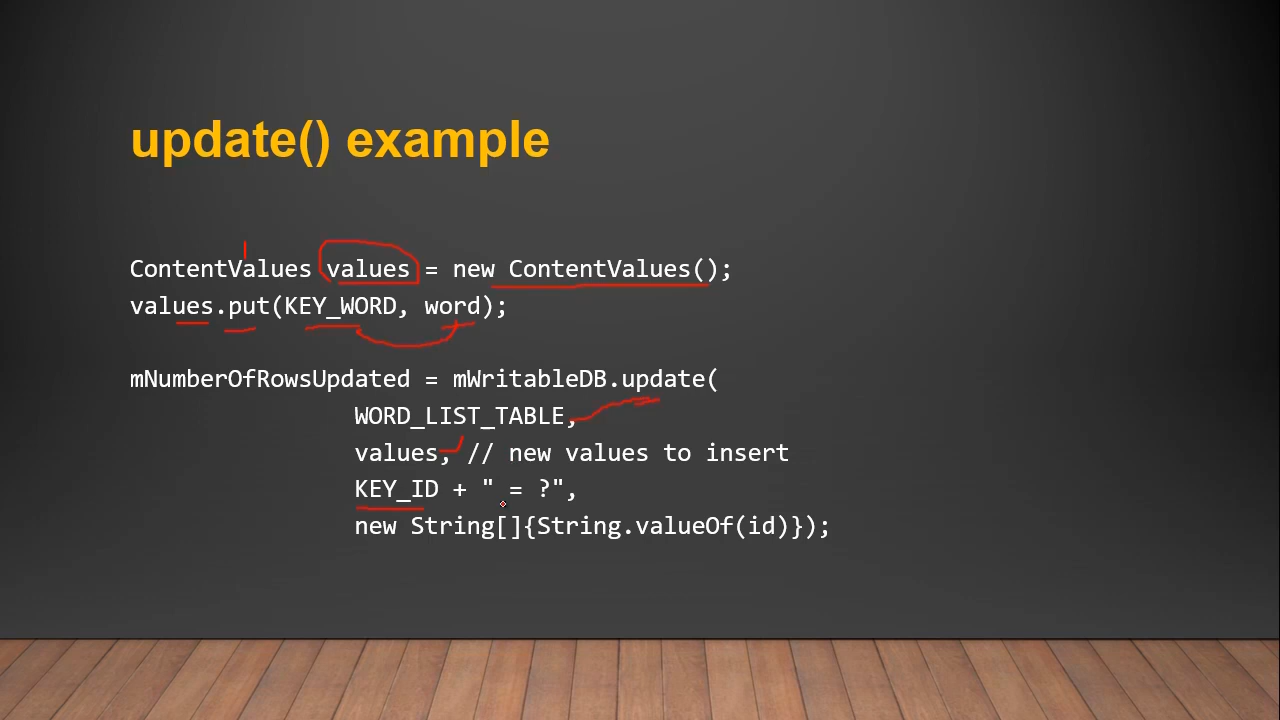 update() example
ContentValues values = new ContentValues();
values.put(KEY_WORD, word);
mNumberOfRowsUpdated = mWritableDB.update(
WORD_LIST_TABLE,
values, // new values to insert
KEY_ID + " = ?",
new String[]{String.valueOf(id)});